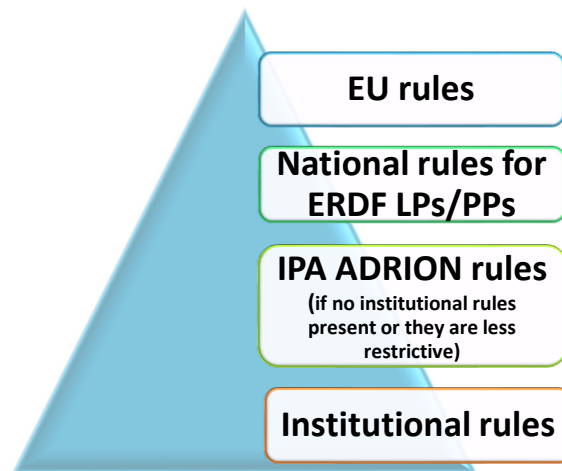 EU rules
National rules for
ERDF LPs/PPs
IPA ADRION rules
(if no institutional rules
present or they are less
restrictive)
Institutional rules